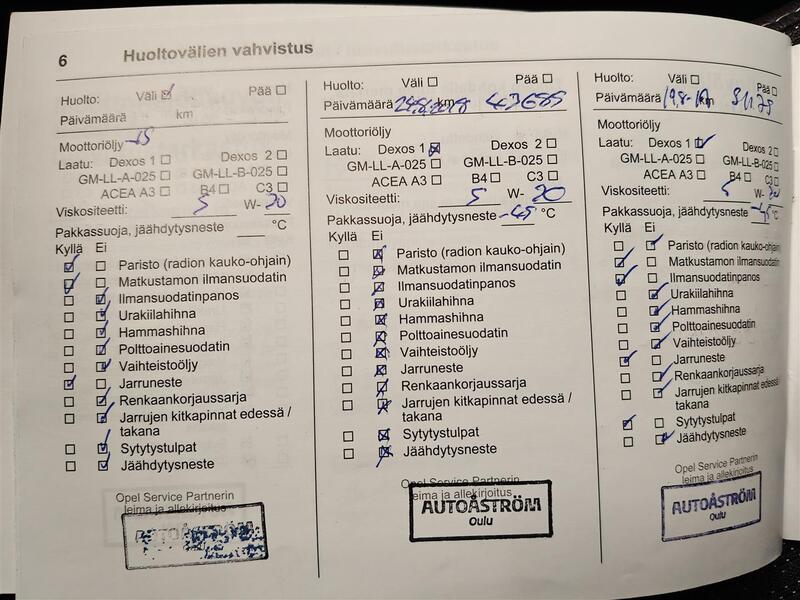 6 Huoltovälien vahvistus
Huolto: Väli Pää
Päivämäärä km
Moottoriöljy
Laatu: Dexos 1 Dexos 2
GM-LL-A-025 GM-LL-B-025
ACEA A3 B4 C3
Viskositeetti: 5 W- 20
Pakkassuoja, jäähdytysneste °C
Kyllä Ei
Paristo (radion kauko-ohjain)
Matkustamon ilmansuodatin
Ilmansuodatinpanos
Urakiilahihna
Hammashihna
Polttoainesuodatin
Vaihteistoöljy
Jarruneste
Renkaankorjaussarja
Jarrujen kitkapinnat edessä /
takana
Sytytystulpat
Jäähdytysneste
Opel Service Partnerin
leima ja allekirjoitus
Huolto: Väli Pää
Päivämäärä km 43685
Moottoriöljy
Laatu: Dexos 1 Dexos 2
GM-LL-A-025 GM-LL-B-025
ACEA A3 B4 C3
Viskositeetti: 5 W- 20
Pakkassuoja, jäähdytysneste -45 °C
Kyllä Ei
Paristo (radion kauko-ohjain)
Matkustamon ilmansuodatin
Ilmansuodatinpanos
Urakiilahihna
Hammashihna
Polttoainesuodatin
Vaihteistoöljy
Jarruneste
Renkaankorjaussarja
Jarrujen kitkapinnat edessä /
takana
Sytytystulpat
Jäähdytysneste
Opel Service Partnerin
leima ja allekirjoitus
AUTOÅSTRÖM
Oulu
Huolto: Väli Pää
Päivämäärä km
Moottoriöljy
Laatu: Dexos 1 Dexos 2
GM-LL-A-025 GM-LL-B-025
ACEA A3 B4 C3
Viskositeetti: 5 W-
Pakkassuoja, jäähdytysneste -45 °C
Kyllä Ei
Paristo (radion kauko-ohjain)
Matkustamon ilmansuodatin
Ilmansuodatinpanos
Urakiilahihna
Hammashihna
Polttoainesuodatin
Vaihteistoöljy
Jarruneste
Renkaankorjaussarja
Jarrujen kitkapinnat edessä /
takana
Sytytystulpat
Jäähdytysneste
Opel Service Partnerin
leima ja allekirjoitus
AUTOÅSTRÖM
Oulu